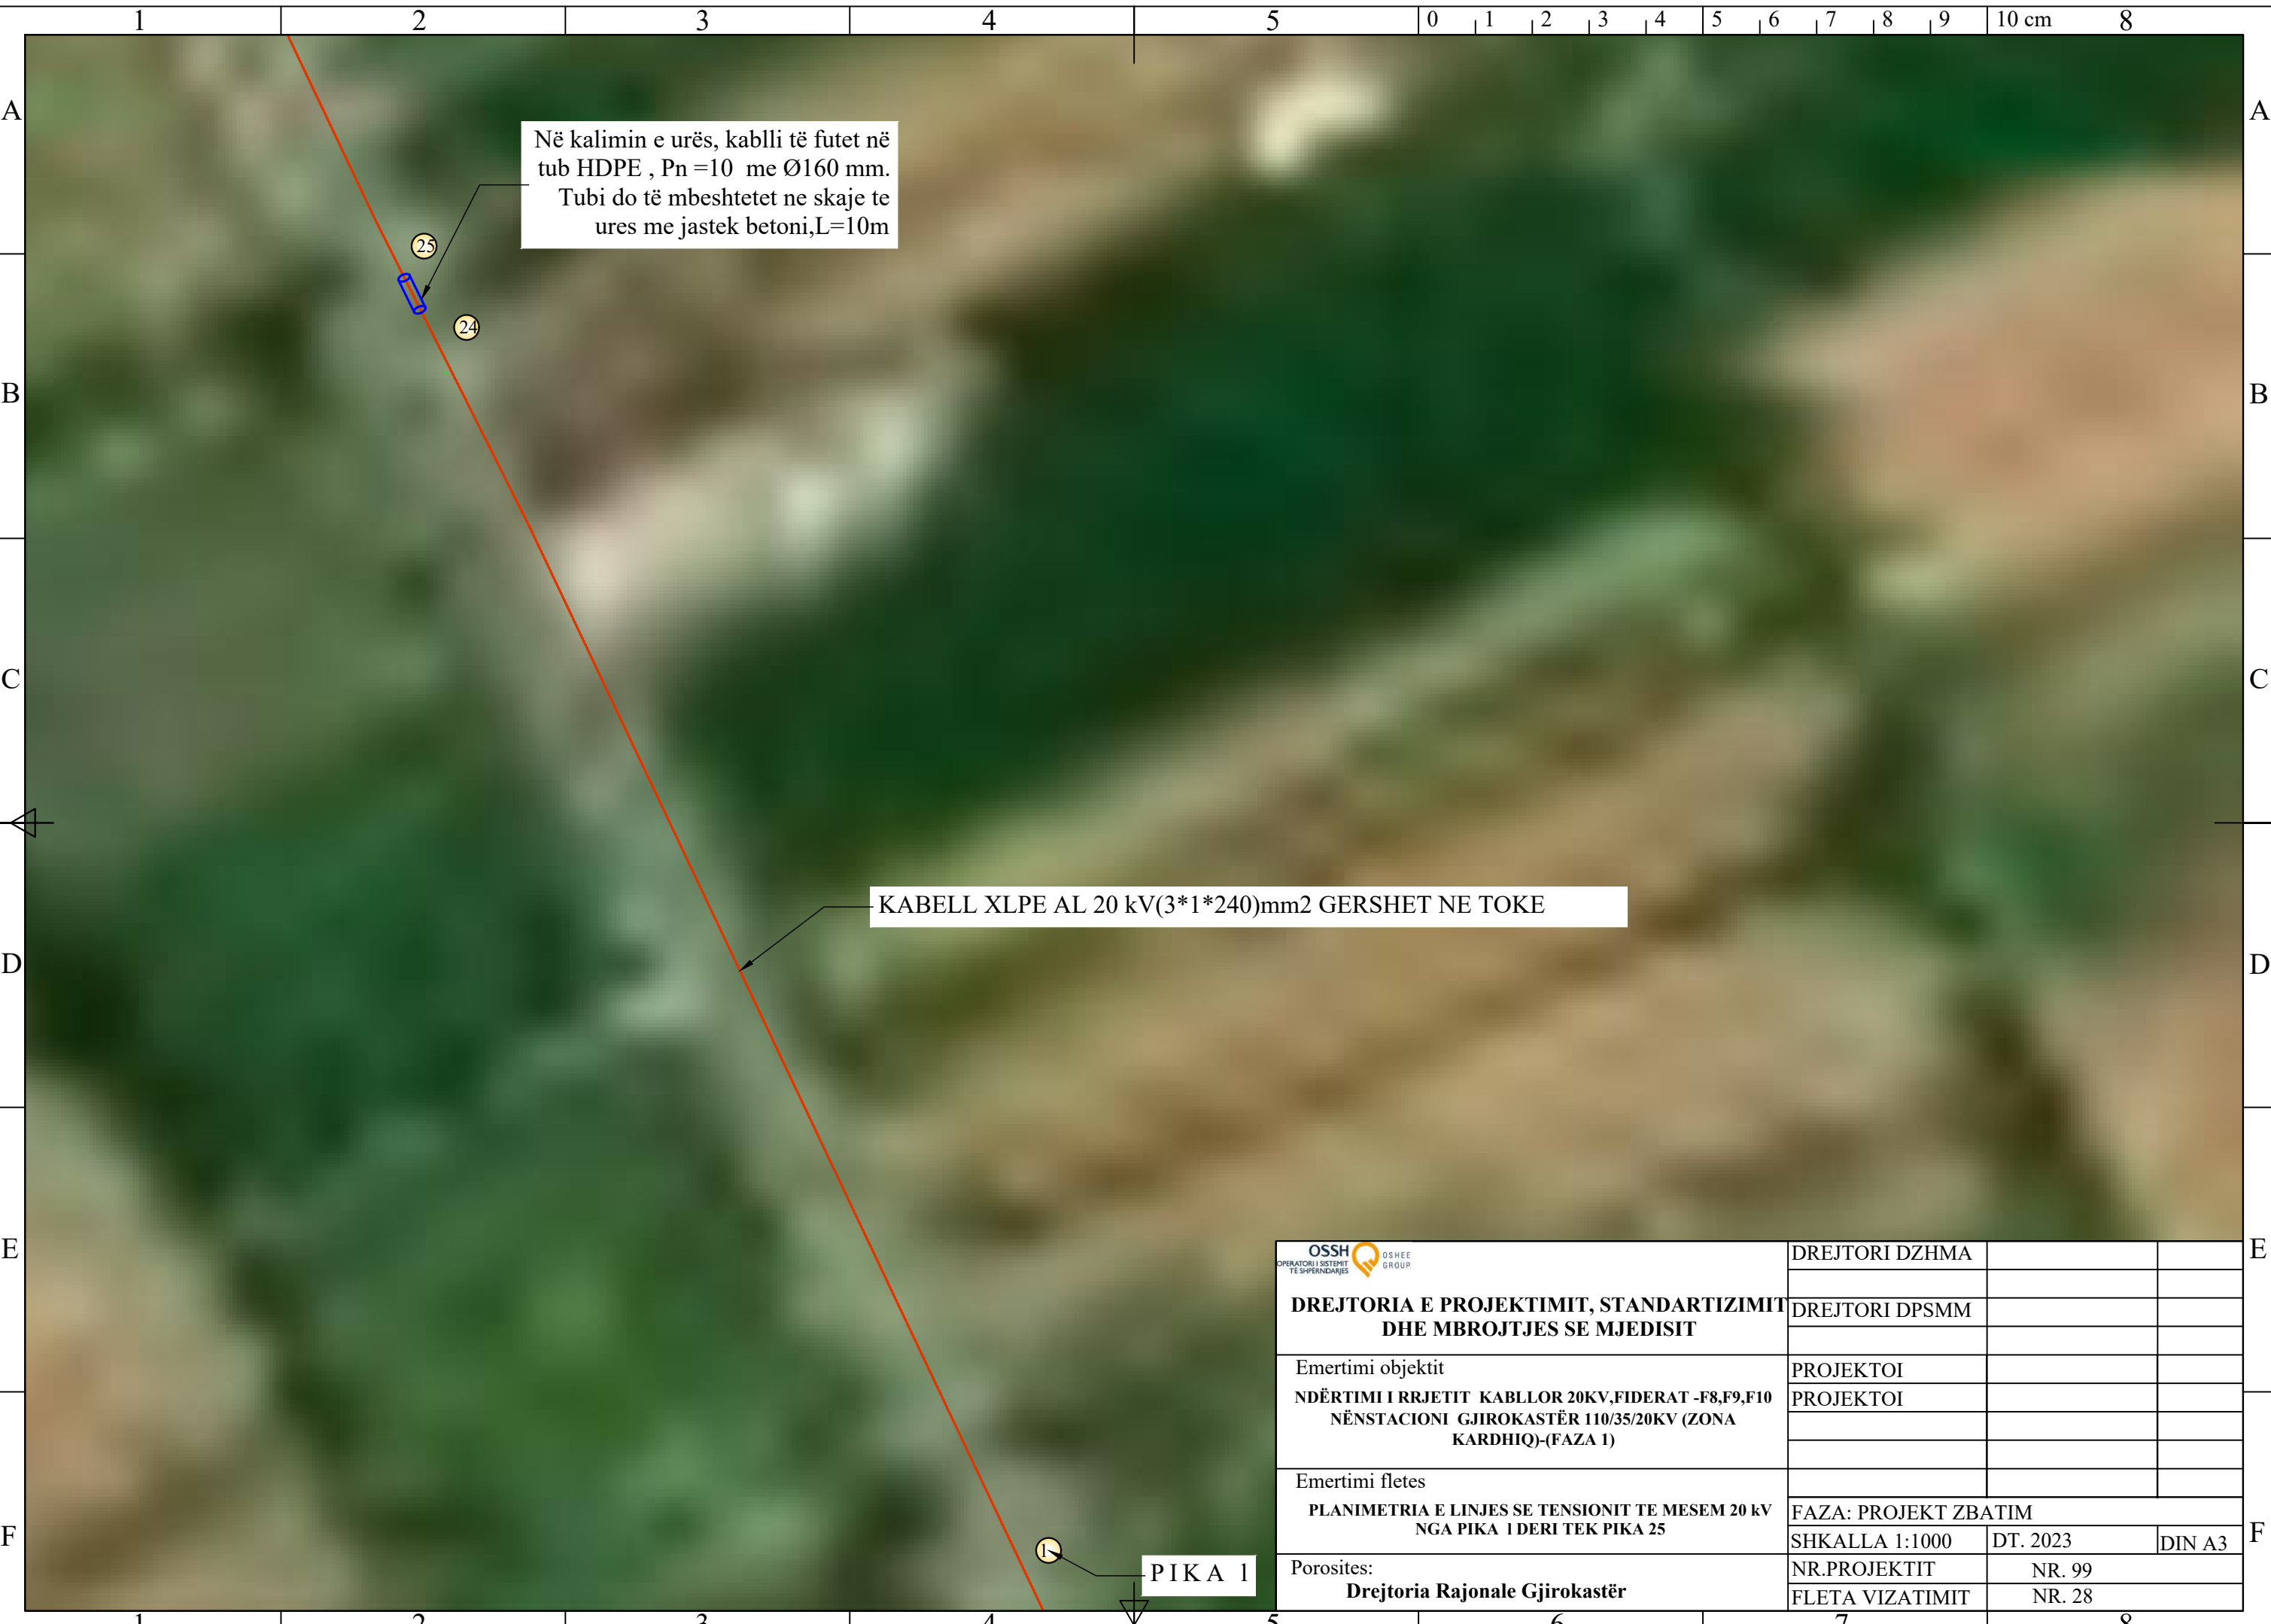 1 2 3 4 5 0 1 2 3 4 5 6 7 8 9 10 cm 8
A A
Në kalimin e urës, kablli të futet në
tub HDPE , Pn =10 me Ø160 mm.
Tubi do të mbeshtetet ne skaje te
ures me jastek betoni,L=10m
25
24
B B
C C
KABELL XLPE AL 20 kV(3*1*240)mm2 GERSHET NE TOKE
D D
E E
OSSH
OPERATORI I SISTEMIT
TË SHPËRNDARJES
OSHEE
GROUP
DREJTORIA E PROJEKTIMIT, STANDARTIZIMIT
DHE MBROJTJES SE MJEDISIT
DREJTORI DZHMA
DREJTORI DPSMM
Emertimi objektit
NDËRTIMI I RRJETIT KABLLOR 20KV,FIDERAT -F8,F9,F10
NËNSTACIONI GJIROKASTËR 110/35/20KV (ZONA
KARDHIQ)-(FAZA 1)
PROJEKTOI
PROJEKTOI
Emertimi fletes
PLANIMETRIA E LINJES SE TENSIONIT TE MESEM 20 kV
NGA PIKA 1 DERI TEK PIKA 25
FAZA: PROJEKT ZBATIM
SHKALLA 1:1000 DT. 2023 DIN A3
F F
Porosites:
Drejtoria Rajonale Gjirokastër
NR.PROJEKTIT NR. 99
FLETA VIZATIMIT NR. 28
1
PIKA 1
1 2 3 4 5 6 7 8